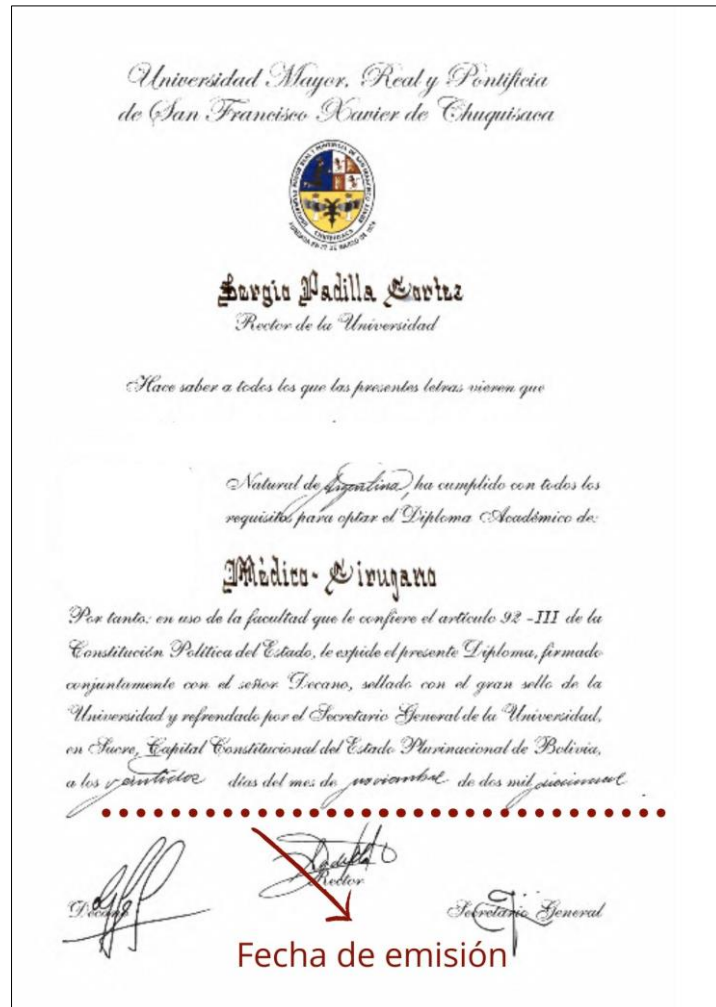 Universidad Mayor, Real y Pontificia
de San Francisco Xavier de Chuquisaca
Sergio Padilla Cortez
Rector de la Universidad
Hace saber a todos los que las presentes letras vieren que
Natural de Argentina, ha cumplido con todos los
requisitos para optar el Diploma Académico de:
Médico-Cirujano
Por tanto: en uso de la facultad que le confiere el artículo 92-III de la
Constitución Política del Estado, le expide el presente Diploma, firmado
conjuntamente con el señor Decano, sellado con el gran sello de la
Universidad y refrendado por el Secretario General de la Universidad,
en Sucre, Capital Constitucional del Estado Plurinacional de Bolivia,
a los veintidos días del mes de noviembre de dos mil diecinueve
Rector
Decano
Secretario General
Fecha de emisión